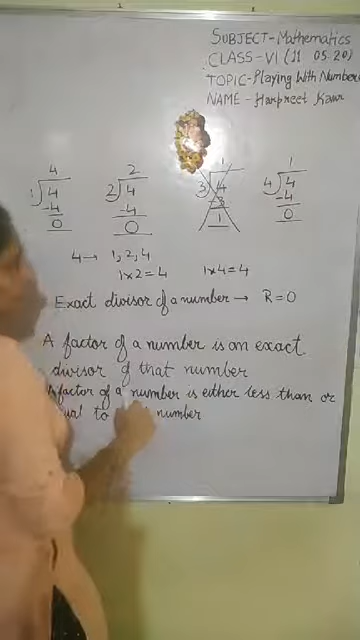 SUBJECT-Mathematics
CLASS-VI (11 05.20)
TOPIC-Playing With Number
NAME - Harpreet Kaur
4 2 1 1
1)4 2)4 3)4 4)4
-4 -4 -3 -4
0 0 1 0
4 → 1, 2, 4
1×2=4 1×4=4
Exact divisor of a number → R=0
A factor of a number is an exact
divisor of that number
A factor of a number is either less than or
number